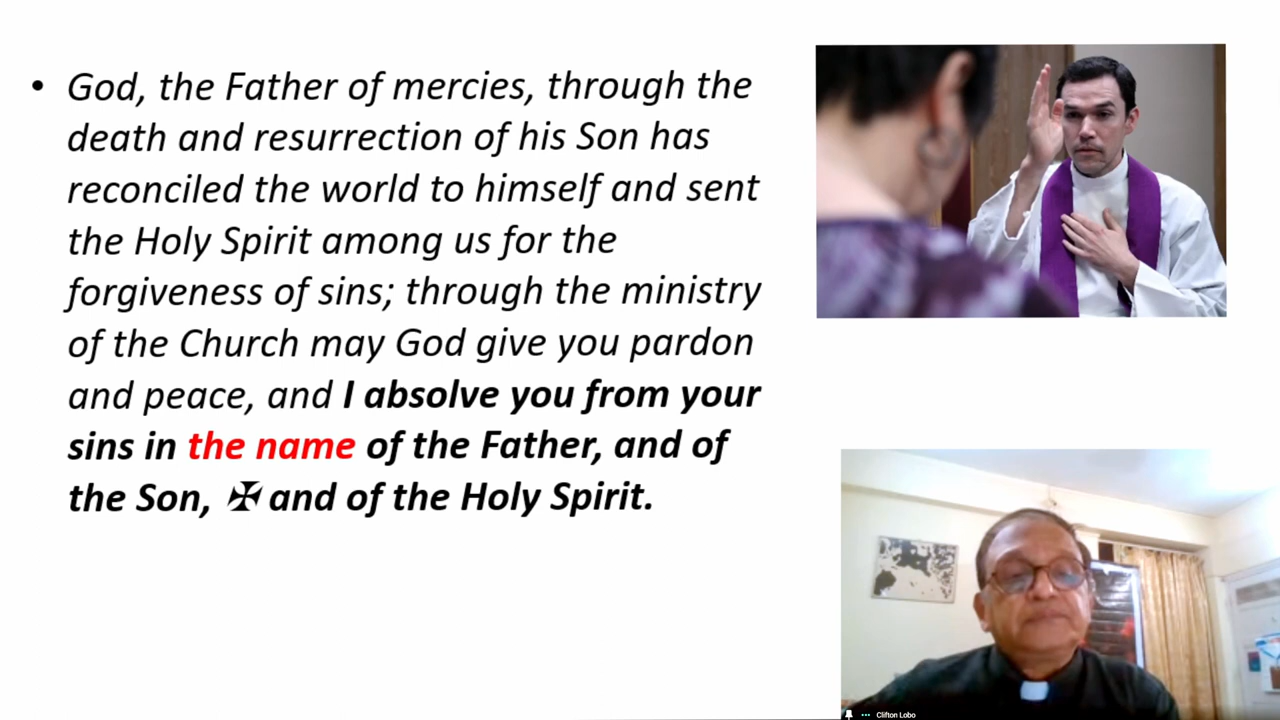 • God, the Father of mercies, through the
death and resurrection of his Son has
reconciled the world to himself and sent
the Holy Spirit among us for the
forgiveness of sins; through the ministry
of the Church may God give you pardon
and peace, and I absolve you from your
sins in the name of the Father, and of
the Son, ✠ and of the Holy Spirit.
Clifton Lobo